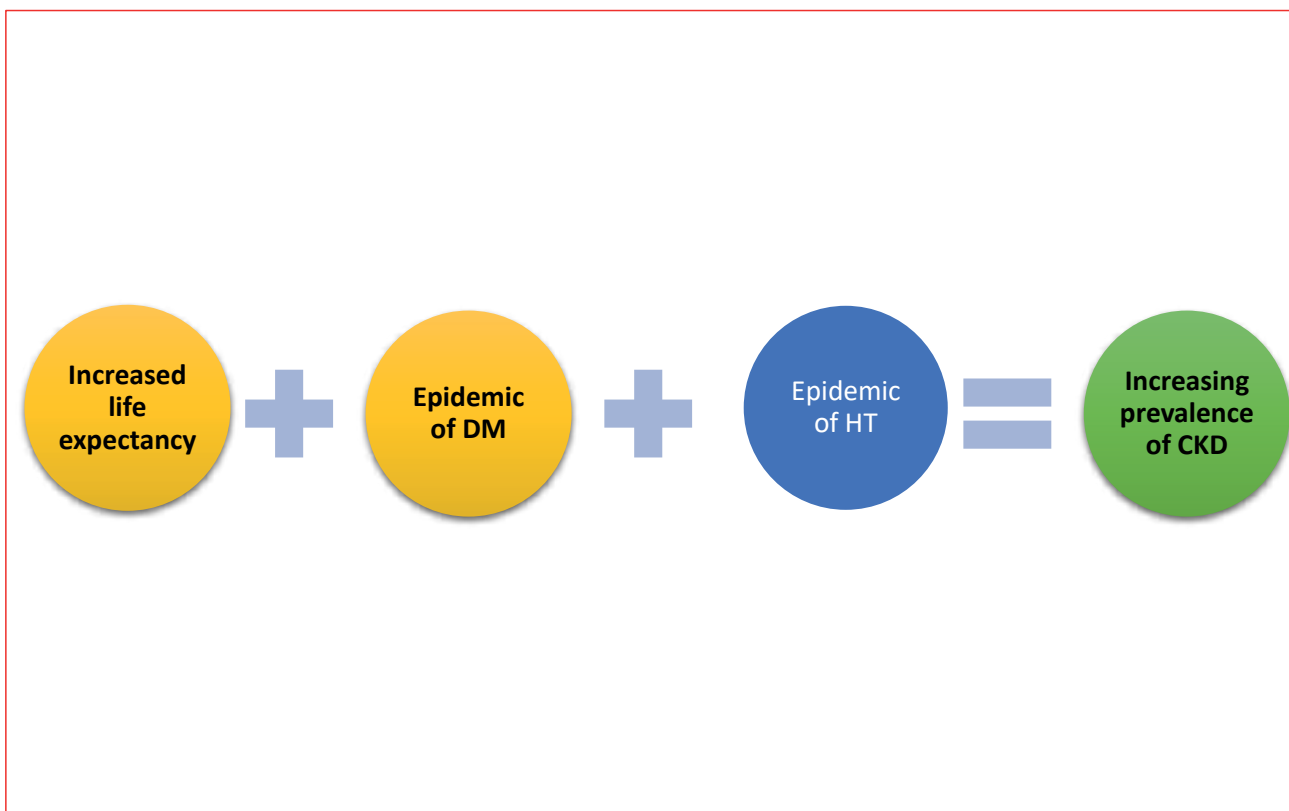 Increased
life
expectancy
Epidemic
of DM
Epidemic
of HT
Increasing
prevalence
of CKD